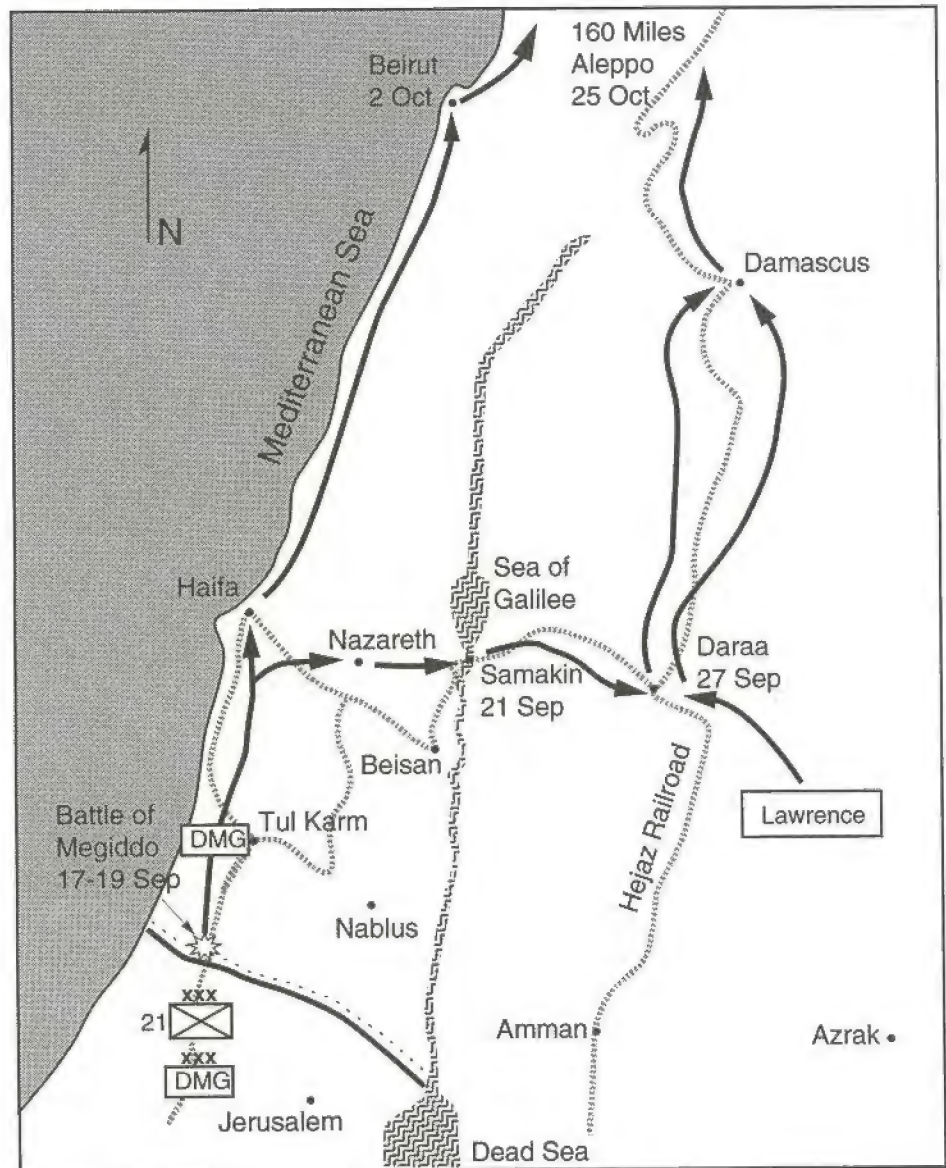 160 Miles
Aleppo
25 Oct
Beirut
2 Oct
N
Mediterranean Sea
Damascus
Haifa
Sea of
Galilee
Nazareth
Samakin
21 Sep
Daraa
27 Sep
Beisan
Hejaz Railroad
Lawrence
Battle of
Megiddo
17-19 Sep
DMG
Tul Karm
Nablus
xxx
21
xxx
DMG
Amman
Azrak
Jerusalem
Dead Sea